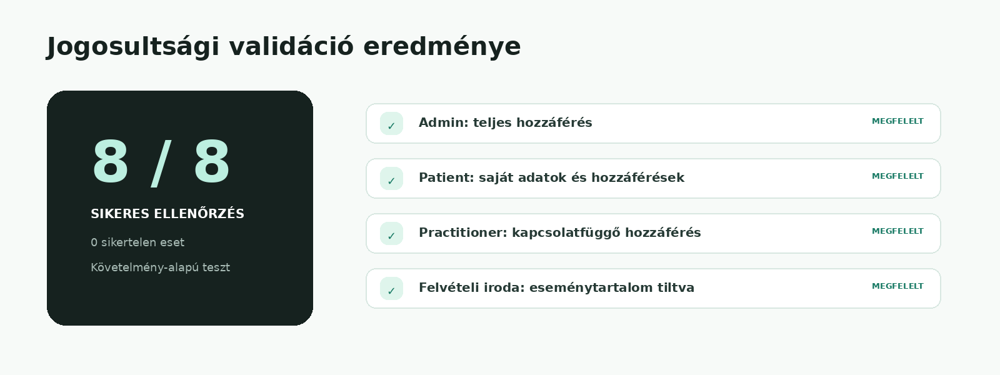 Jogosultsági validáció eredménye
8 / 8
SIKERES ELLENŐRZÉS
0 sikertelen eset
Követelmény-alapú teszt
✓ Admin: teljes hozzáférés MEGFELELT
✓ Patient: saját adatok és hozzáférések MEGFELELT
✓ Practitioner: kapcsolatfüggő hozzáférés MEGFELELT
✓ Felvételi iroda: eseménytartalom tiltva MEGFELELT